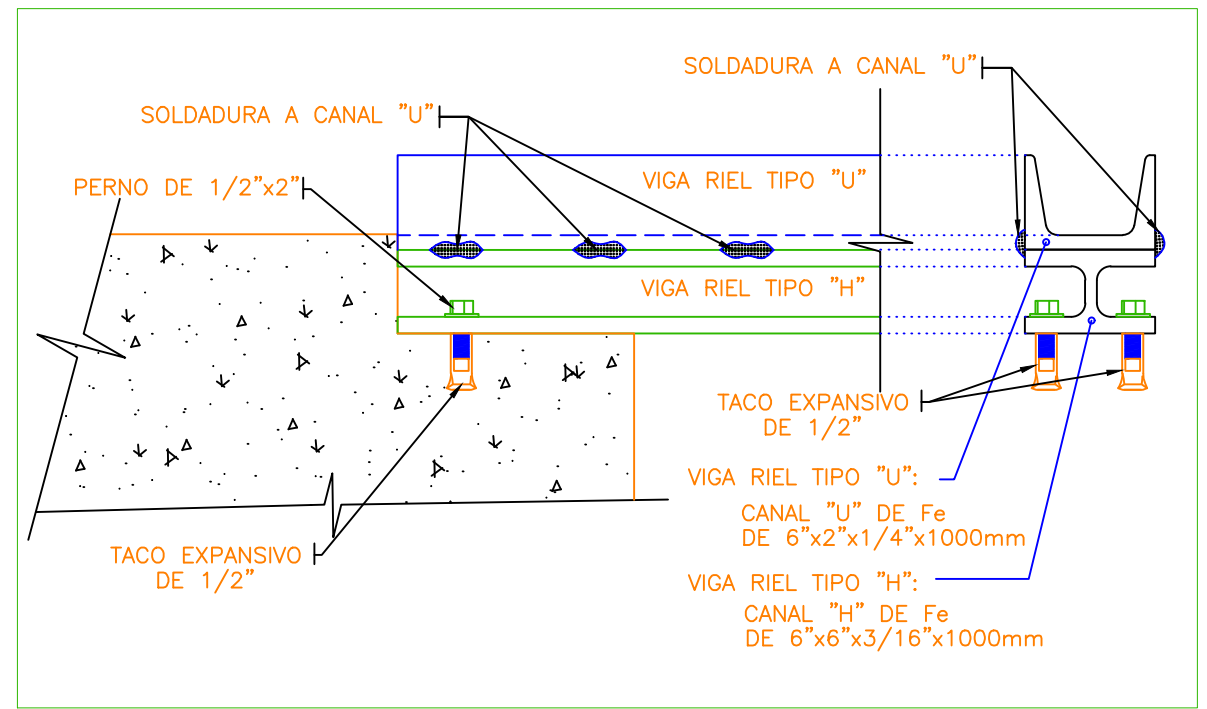 SOLDADURA A CANAL "U"
SOLDADURA A CANAL "U"
PERNO DE 1/2"x2"
VIGA RIEL TIPO "U"
VIGA RIEL TIPO "H"
TACO EXPANSIVO
DE 1/2"
VIGA RIEL TIPO "U":
CANAL "U" DE Fe
DE 6"x2"x1/4"x1000mm
TACO EXPANSIVO
DE 1/2"
VIGA RIEL TIPO "H":
CANAL "H" DE Fe
DE 6"x6"x3/16"x1000mm